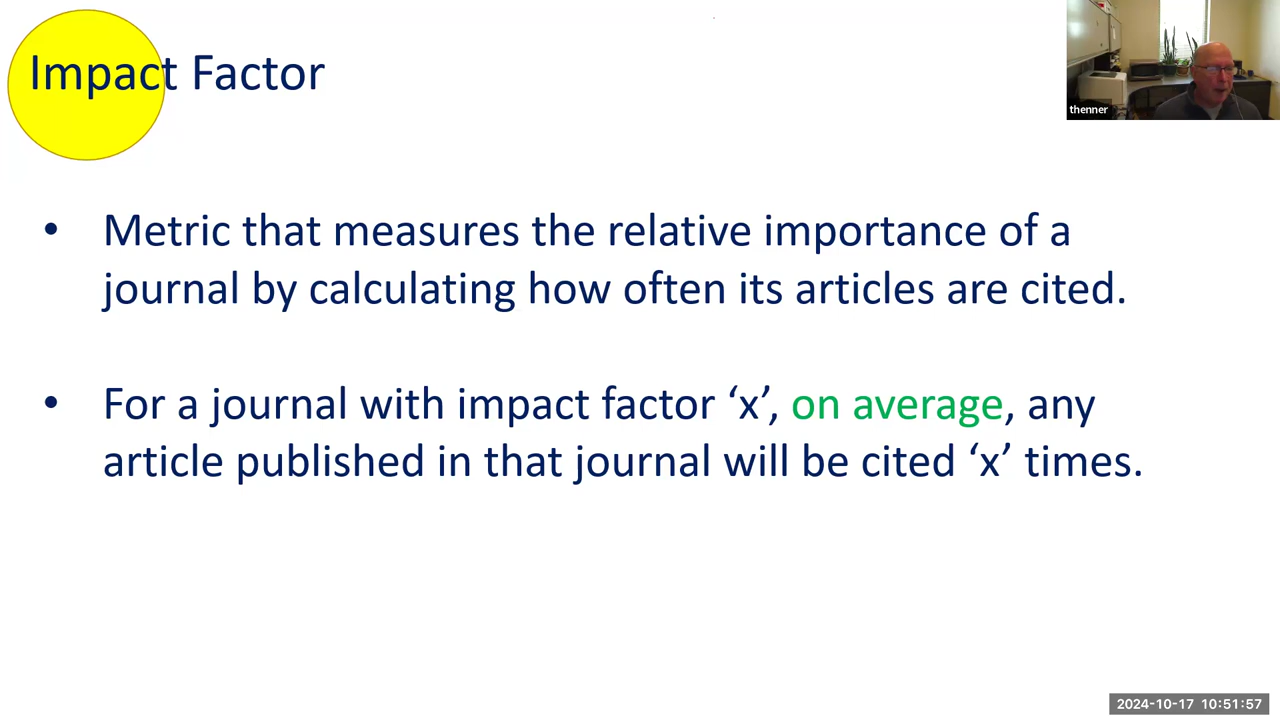 Impact Factor
thenner
• Metric that measures the relative importance of a
journal by calculating how often its articles are cited.
• For a journal with impact factor ‘x’, on average, any
article published in that journal will be cited ‘x’ times.
2024-10-17 10:51:57